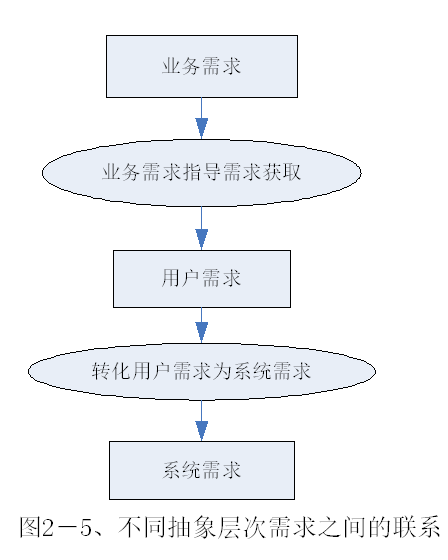 业务需求
业务需求指导需求获取
用户需求
转化用户需求为系统需求
系统需求
图2－5、不同抽象层次需求之间的联系